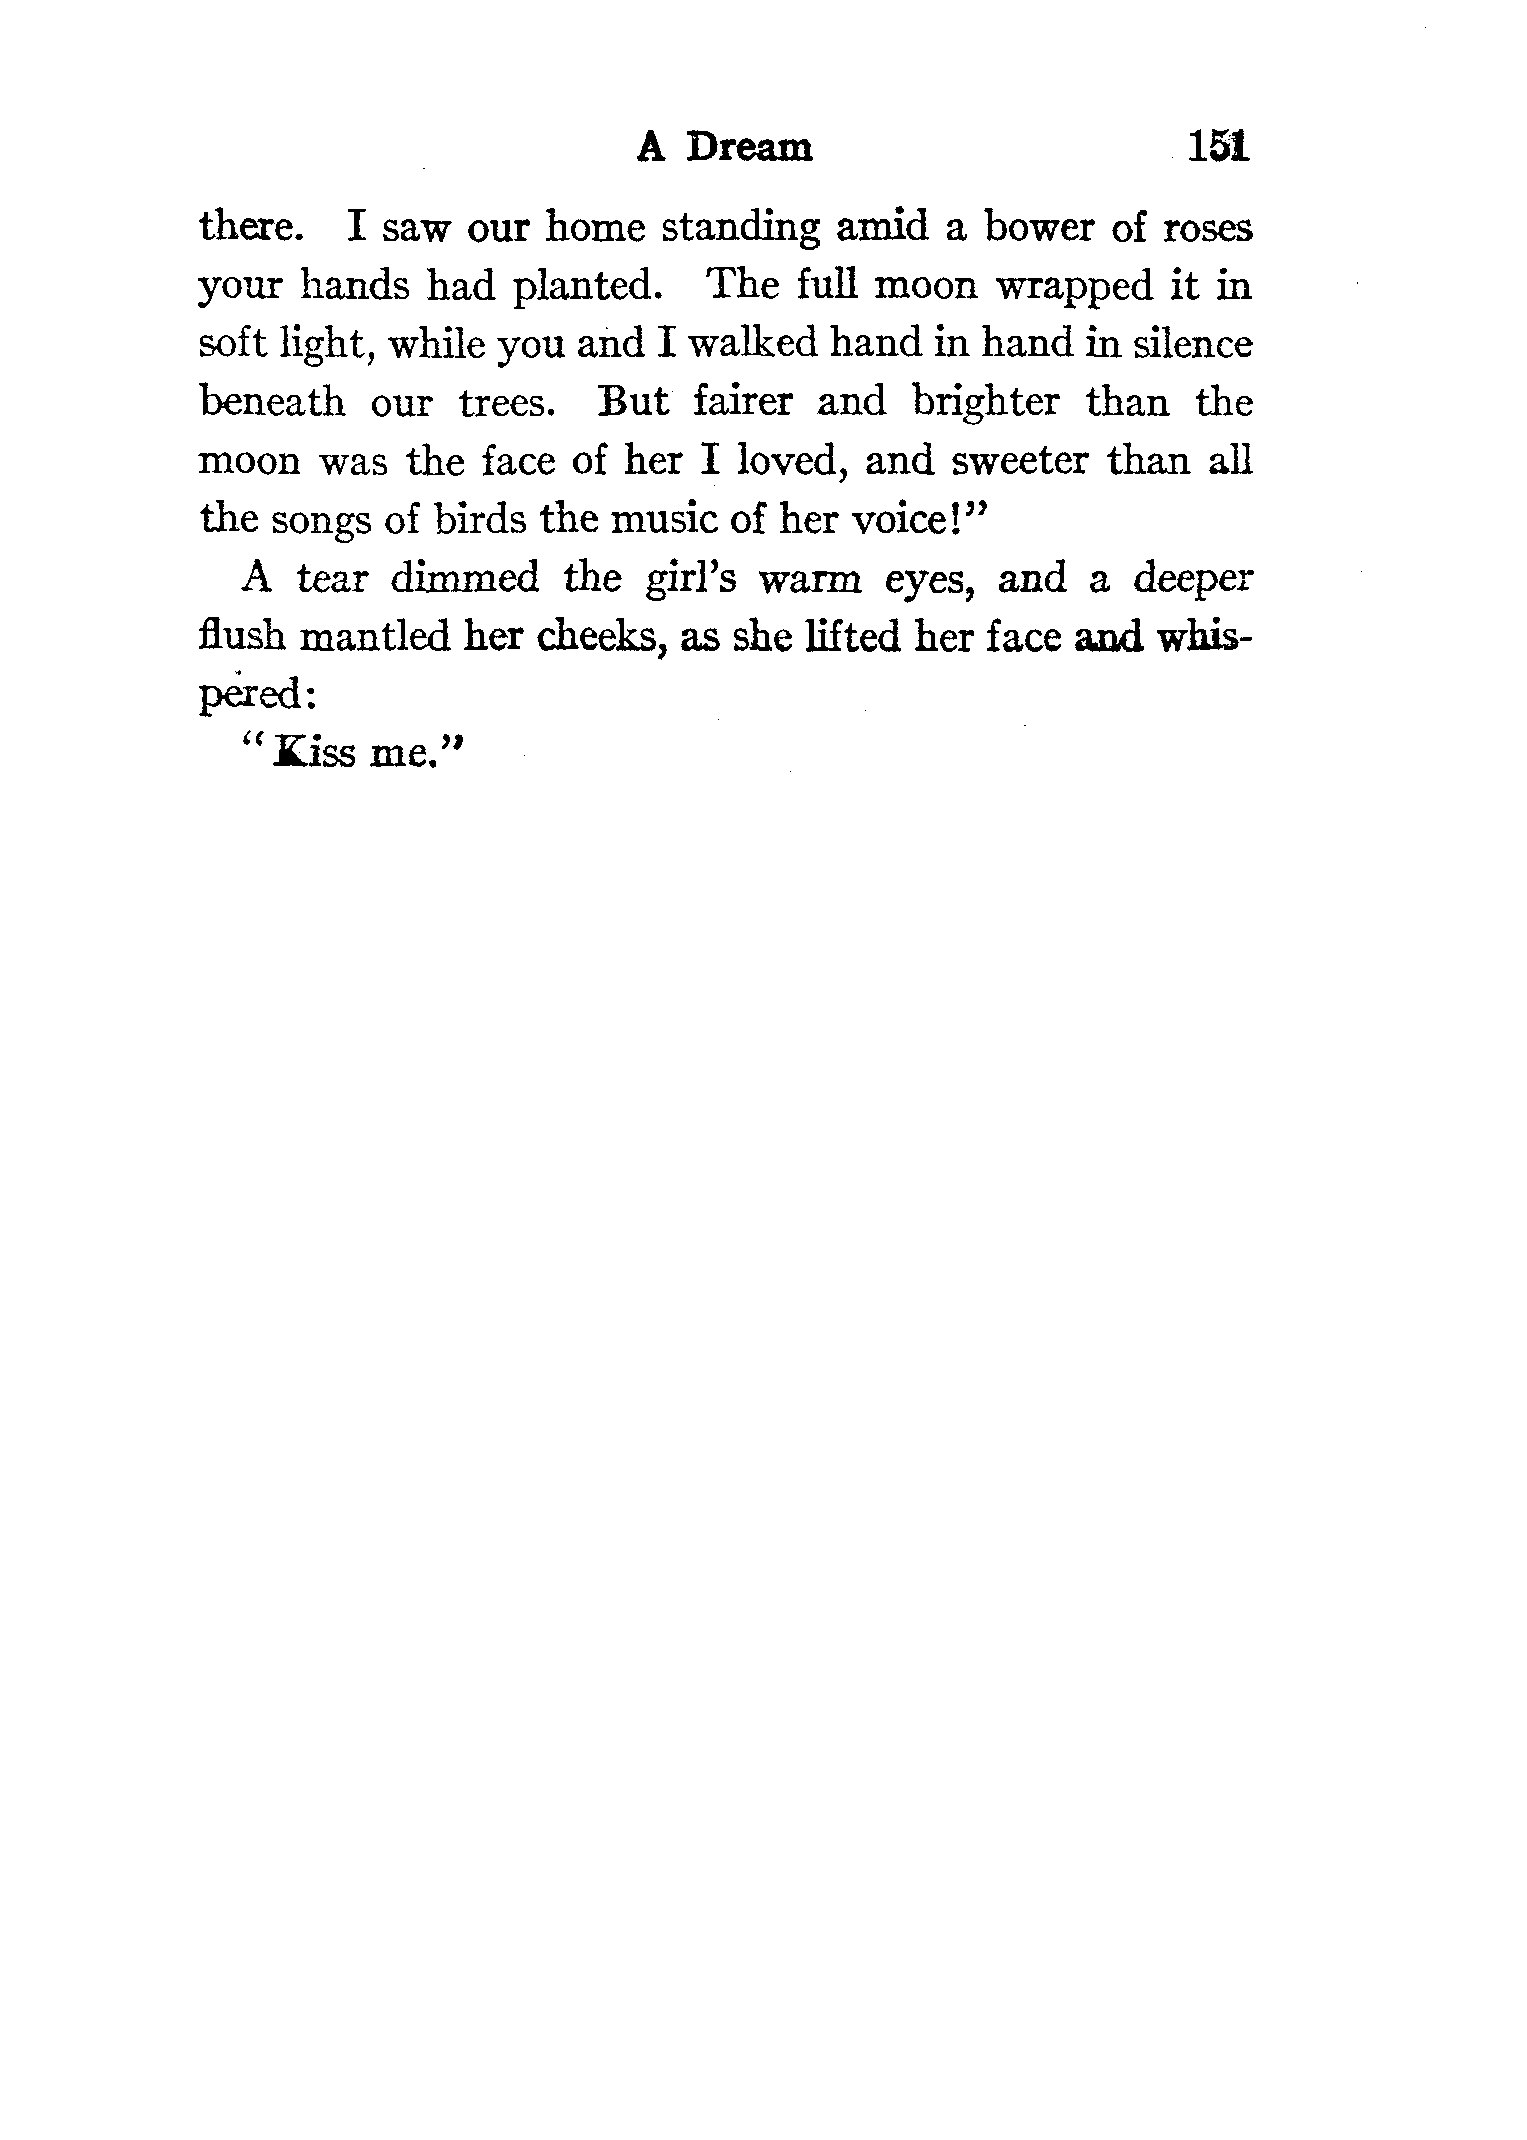 A Dream 151
there. I saw our home standing amid a bower of roses
your hands had planted. The full moon wrapped it in
soft light, while you and I walked hand in hand in silence
beneath our trees. But fairer and brighter than the
moon was the face of her I loved, and sweeter than all
the songs of birds the music of her voice!”
A tear dimmed the girl’s warm eyes, and a deeper
flush mantled her cheeks, as she lifted her face and whis-
pered:
“Kiss me.”